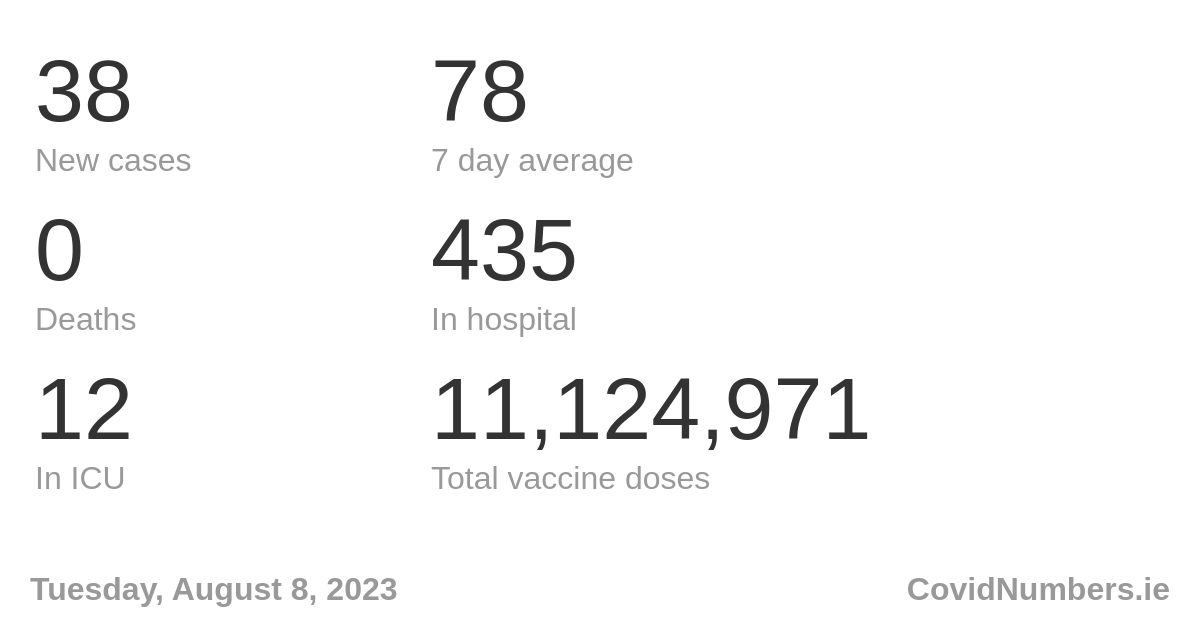 38
78
New cases
7 day average
0
435
Deaths
In hospital
12
11,124,971
In ICU
Total vaccine doses
Tuesday, August 8, 2023
CovidNumbers.ie